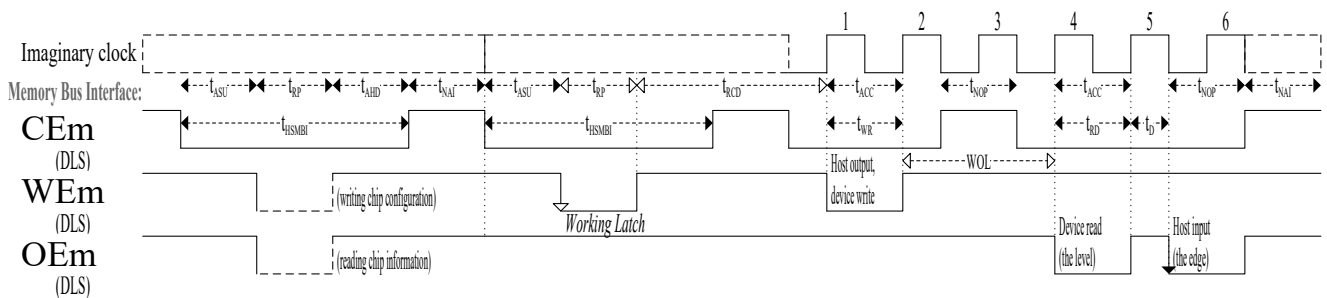 1 2 3 4 5 6
Imaginary clock
Memory Bus Interface: tASU tRP tAHD tNAI tASU tRP tRCD tACC tNOP tACC tNOP tNAI
CEm tHSMBI tHSMBI tWR tRD tD
(DLS) WOL
WEm (writing chip configuration) Host output,
device write
(DLS) Working Latch
OEm (reading chip information) Device read
(the level) Host input
(the edge)
(DLS)